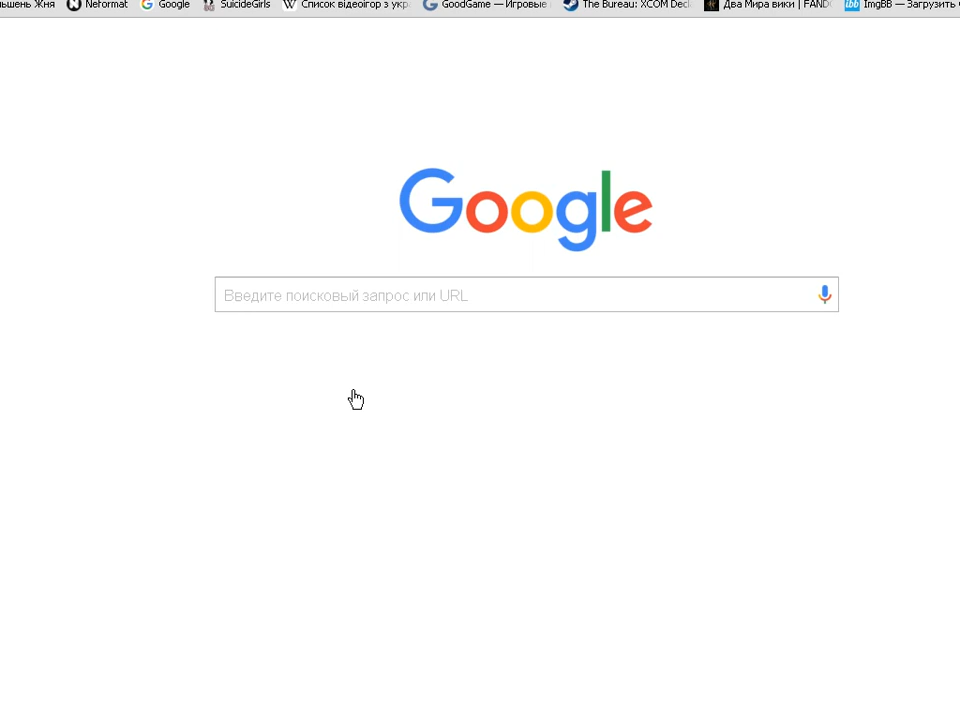 Neformat Google SuicideGirls Список відеоігор з укр GoodGame — Игровые The Bureau: XCOM Decl Два Мира вики | FANDO ImgBB — Загрузить
Google
Введите поисковый запрос или URL